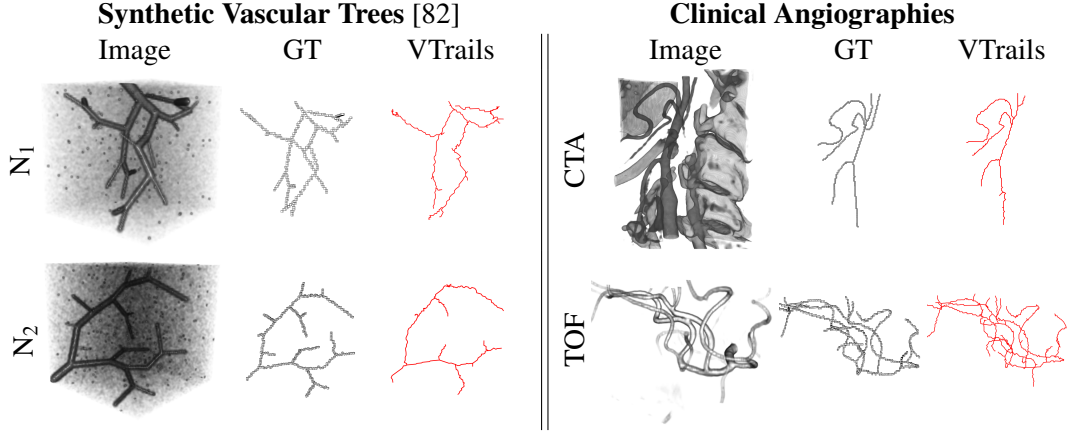 Synthetic Vascular Trees [82] Clinical Angiographies
Image GT VTrails Image GT VTrails
N1 CTA
N2 TOF